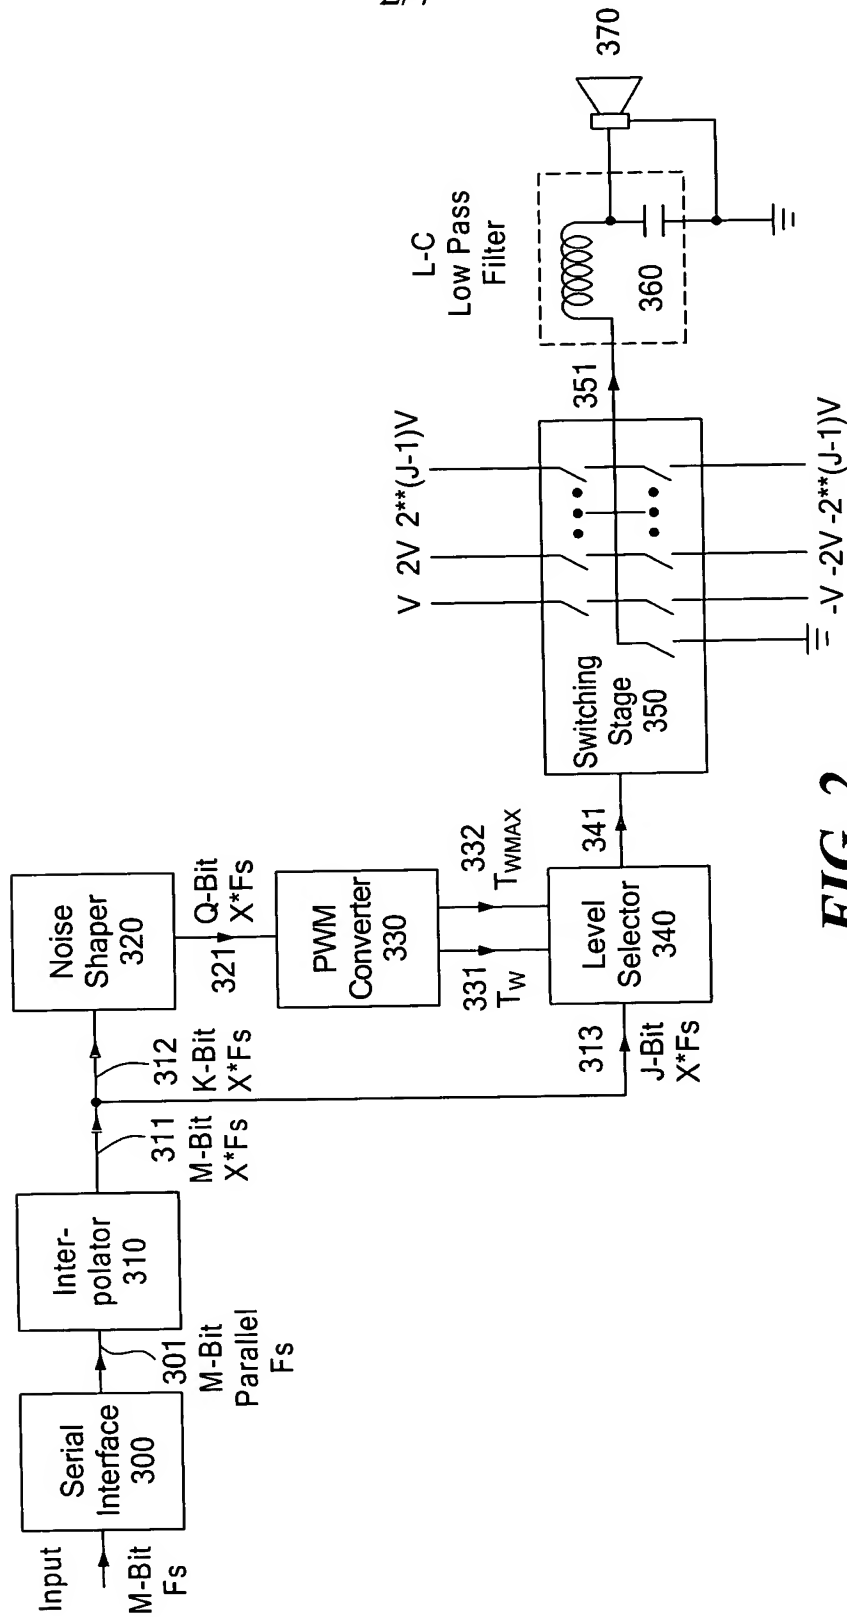 Input
M-Bit
Fs
Serial
Interface
300
301
M-Bit
Parallel
Fs
Inter-
polator
310
311
M-Bit
X*Fs
312
K-Bit
X*Fs
Noise
Shaper
320
321
Q-Bit
X*Fs
PWM
Converter
330
331
TW
332
TWMAX
313
J-Bit
X*Fs
Level
Selector
340
341
Switching
Stage
350
V 2V 2**(J-1)V
-V -2V -2**(J-1)V
351
L-C
Low Pass
Filter
360
370
FIG. 2